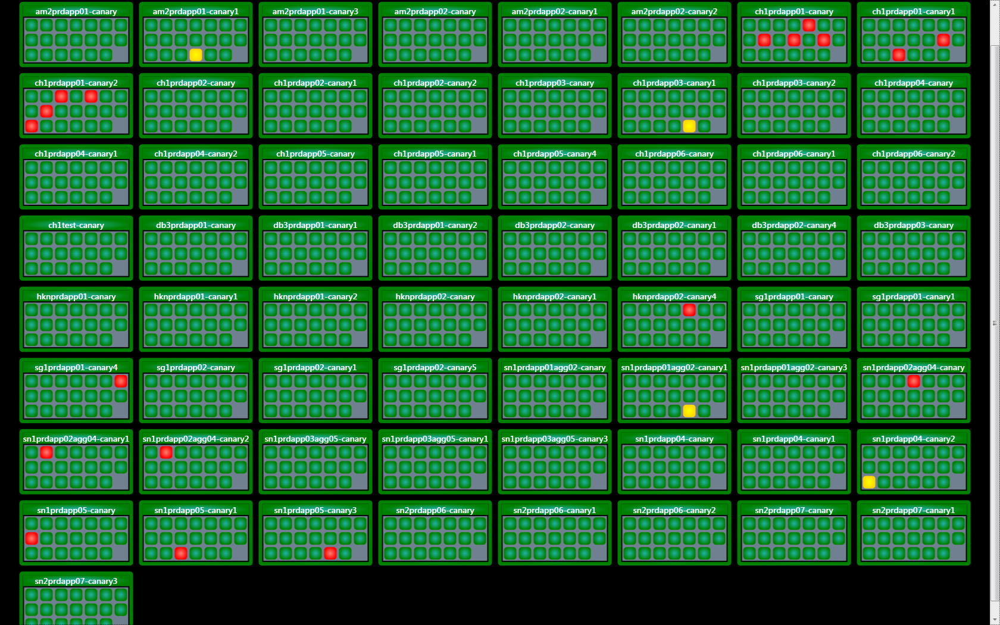 am2prdapp01-canary
am2prdapp01-canary1
am2prdapp01-canary3
am2prdapp02-canary
am2prdapp02-canary1
am2prdapp02-canary2
ch1prdapp01-canary
ch1prdapp01-canary1
ch1prdapp01-canary2
ch1prdapp02-canary
ch1prdapp02-canary1
ch1prdapp02-canary2
ch1prdapp03-canary
ch1prdapp03-canary1
ch1prdapp03-canary2
ch1prdapp04-canary
ch1prdapp04-canary1
ch1prdapp04-canary2
ch1prdapp05-canary
ch1prdapp05-canary1
ch1prdapp05-canary4
ch1prdapp06-canary
ch1prdapp06-canary1
ch1prdapp06-canary2
ch1test-canary
db3prdapp01-canary
db3prdapp01-canary1
db3prdapp01-canary2
db3prdapp02-canary
db3prdapp02-canary1
db3prdapp02-canary4
db3prdapp03-canary
hknprdapp01-canary
hknprdapp01-canary1
hknprdapp01-canary2
hknprdapp02-canary
hknprdapp02-canary1
hknprdapp02-canary4
sg1prdapp01-canary
sg1prdapp01-canary1
sg1prdapp01-canary4
sg1prdapp02-canary
sg1prdapp02-canary1
sg1prdapp02-canary5
sn1prdapp01agg02-canary
sn1prdapp01agg02-canary1
sn1prdapp01agg02-canary3
sn1prdapp02agg04-canary
sn1prdapp02agg04-canary1
sn1prdapp02agg04-canary2
sn1prdapp03agg05-canary
sn1prdapp03agg05-canary1
sn1prdapp03agg05-canary3
sn1prdapp04-canary
sn1prdapp04-canary1
sn1prdapp04-canary2
sn1prdapp05-canary
sn1prdapp05-canary1
sn1prdapp05-canary3
sn2prdapp06-canary
sn2prdapp06-canary1
sn2prdapp06-canary2
sn2prdapp07-canary
sn2prdapp07-canary1
sn2prdapp07-canary3